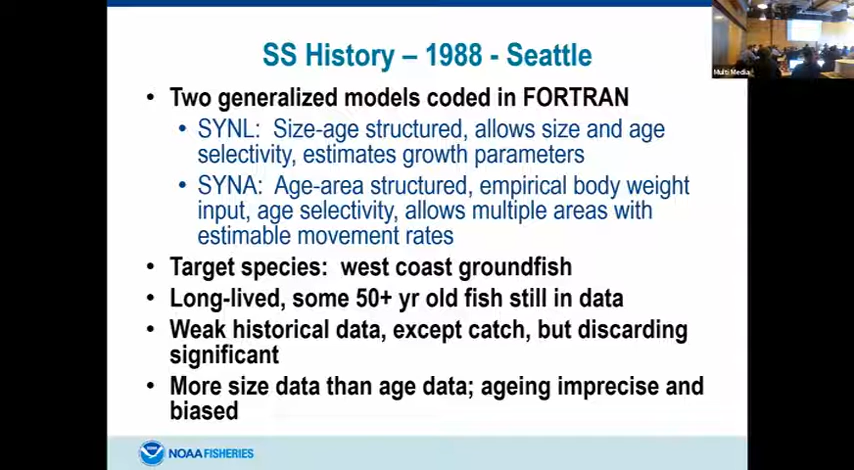 SS History – 1988 - Seattle
• Two generalized models coded in FORTRAN
• SYNL: Size-age structured, allows size and age
selectivity, estimates growth parameters
• SYNA: Age-area structured, empirical body weight
input, age selectivity, allows multiple areas with
estimable movement rates
• Target species: west coast groundfish
• Long-lived, some 50+ yr old fish still in data
• Weak historical data, except catch, but discarding
significant
• More size data than age data; ageing imprecise and
biased
NOAA FISHERIES
Multi Media